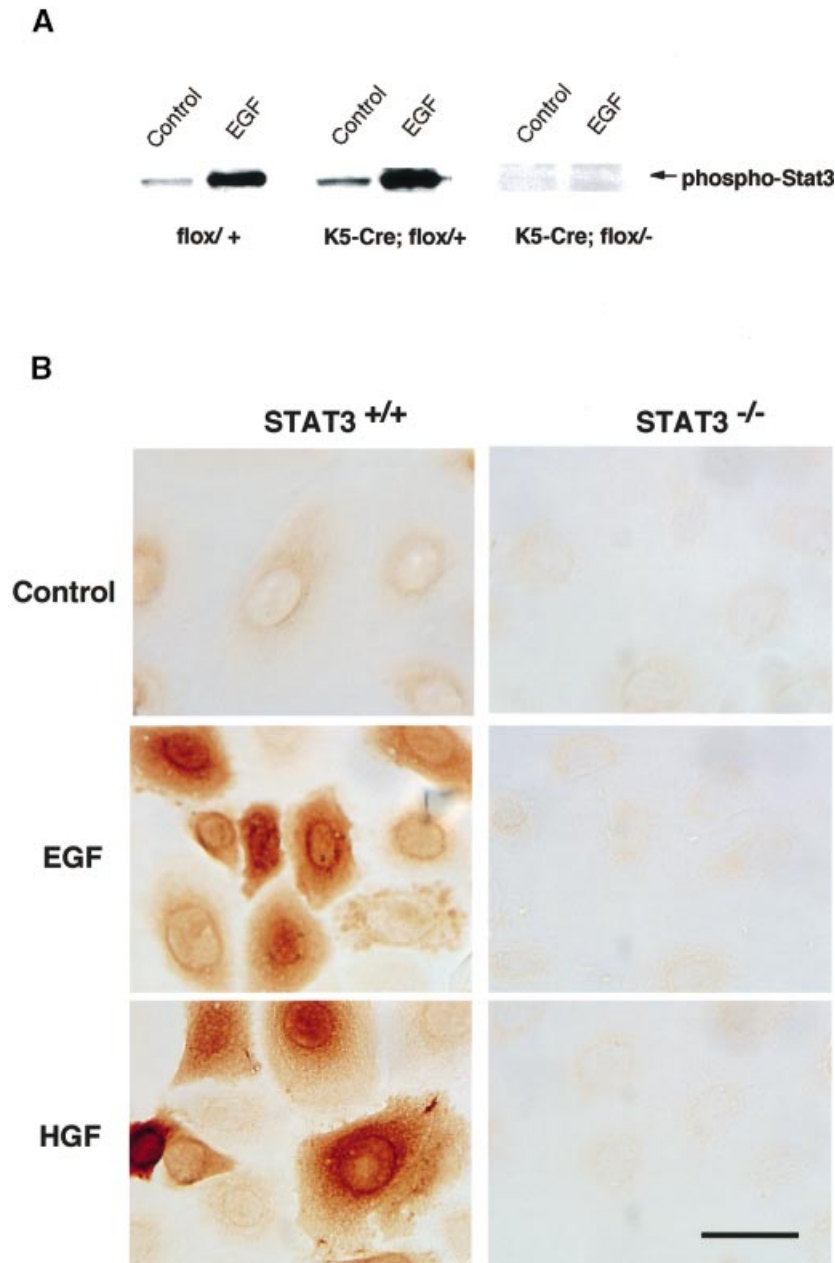 A
Control EGF Control EGF Control EGF
← phospho-Stat3
flox/ + K5-Cre; flox/+ K5-Cre; flox/-
B
STAT3 +/+ STAT3 -/-
Control
EGF
HGF